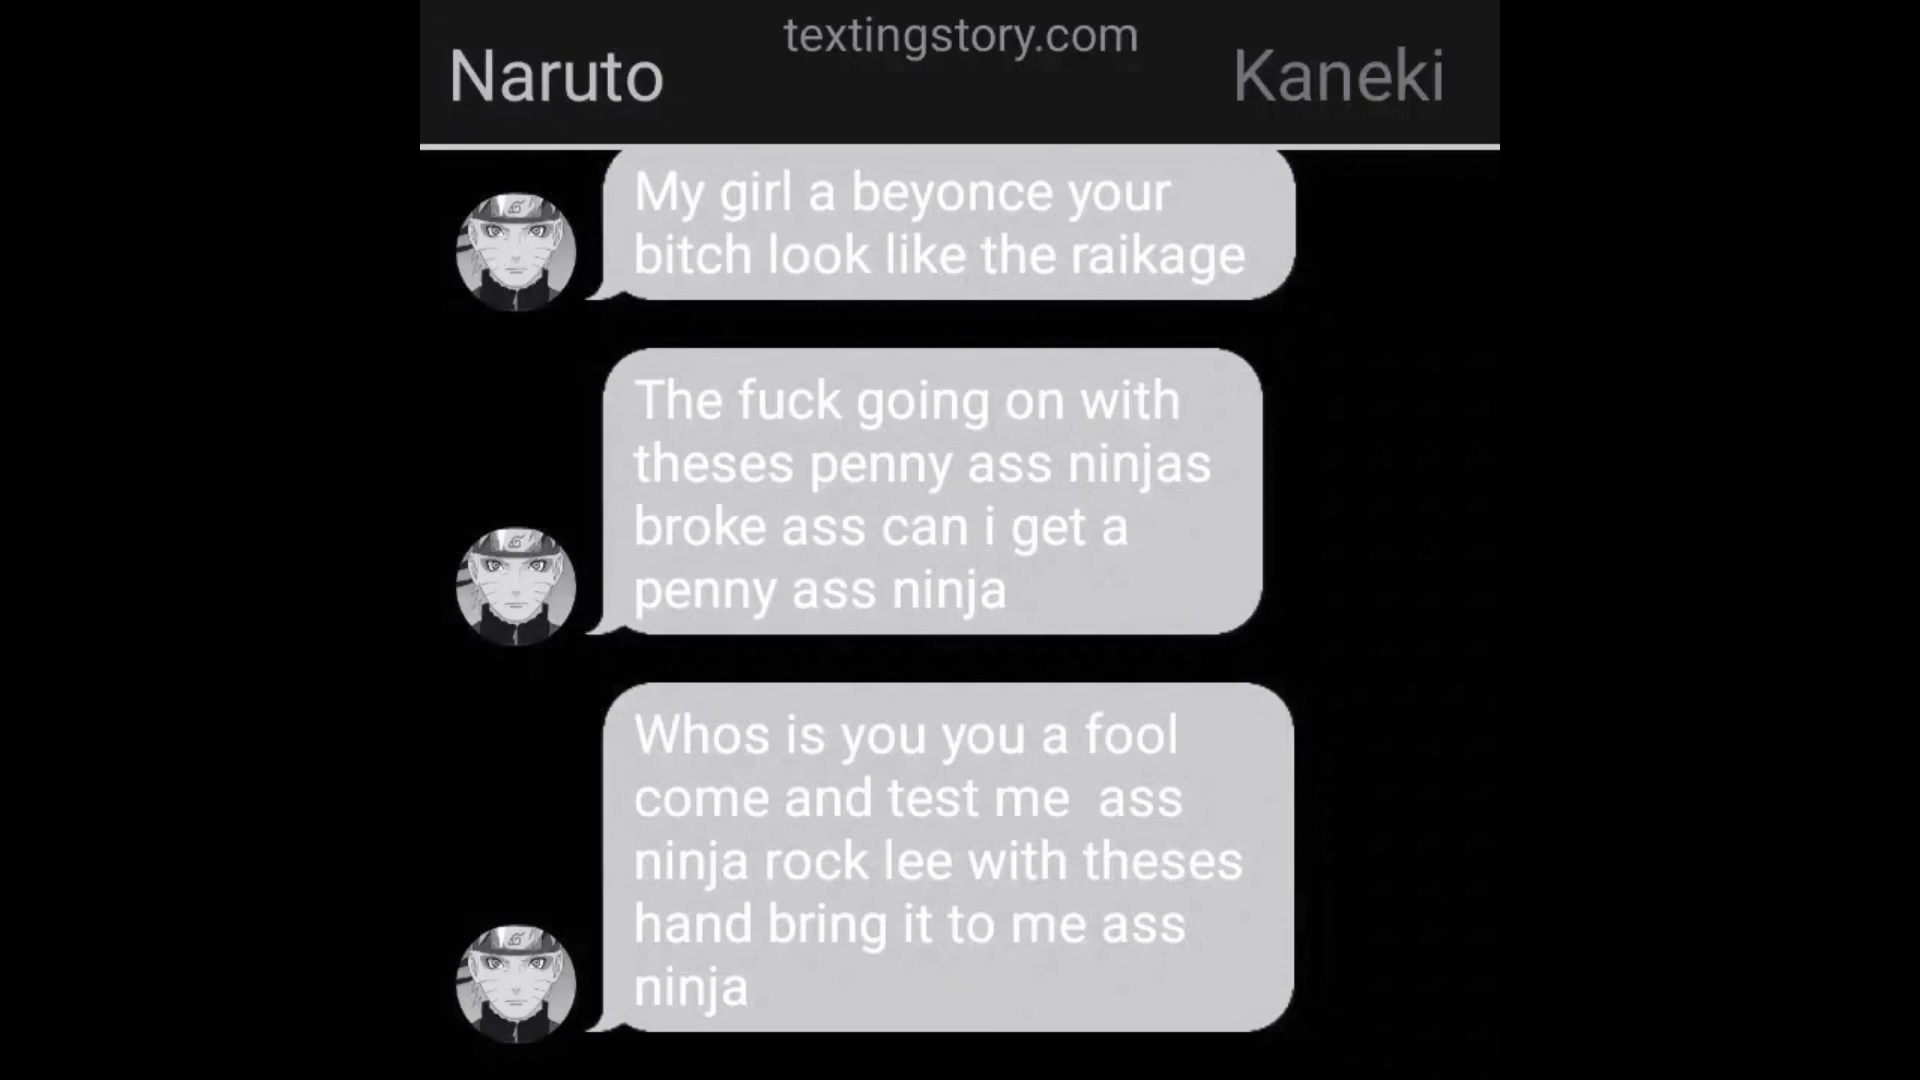 textingstory.com
Naruto
Kaneki
My girl a beyonce your
bitch look like the raikage
The fuck going on with
theses penny ass ninjas
broke ass can i get a
penny ass ninja
Whos is you you a fool
come and test me  ass
ninja rock lee with theses
hand bring it to me ass
ninja